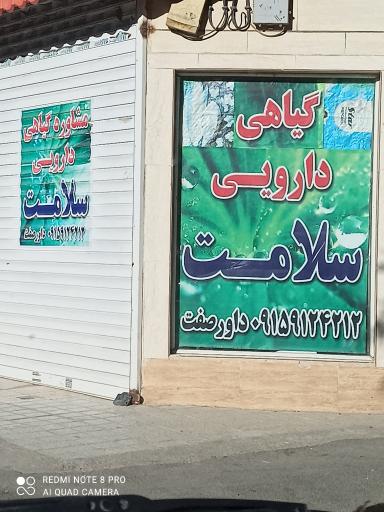 مشاوره گیاهی
دارویی
سلامت
۰۹۱۵۹۱۲۴۲۱۲ داورصفت
گیاهی
دارویی
سلامت
۰۹۱۵۹۱۲۴۲۱۲ داورصفت
REDMI NOTE 8 PRO
AI QUAD CAMERA